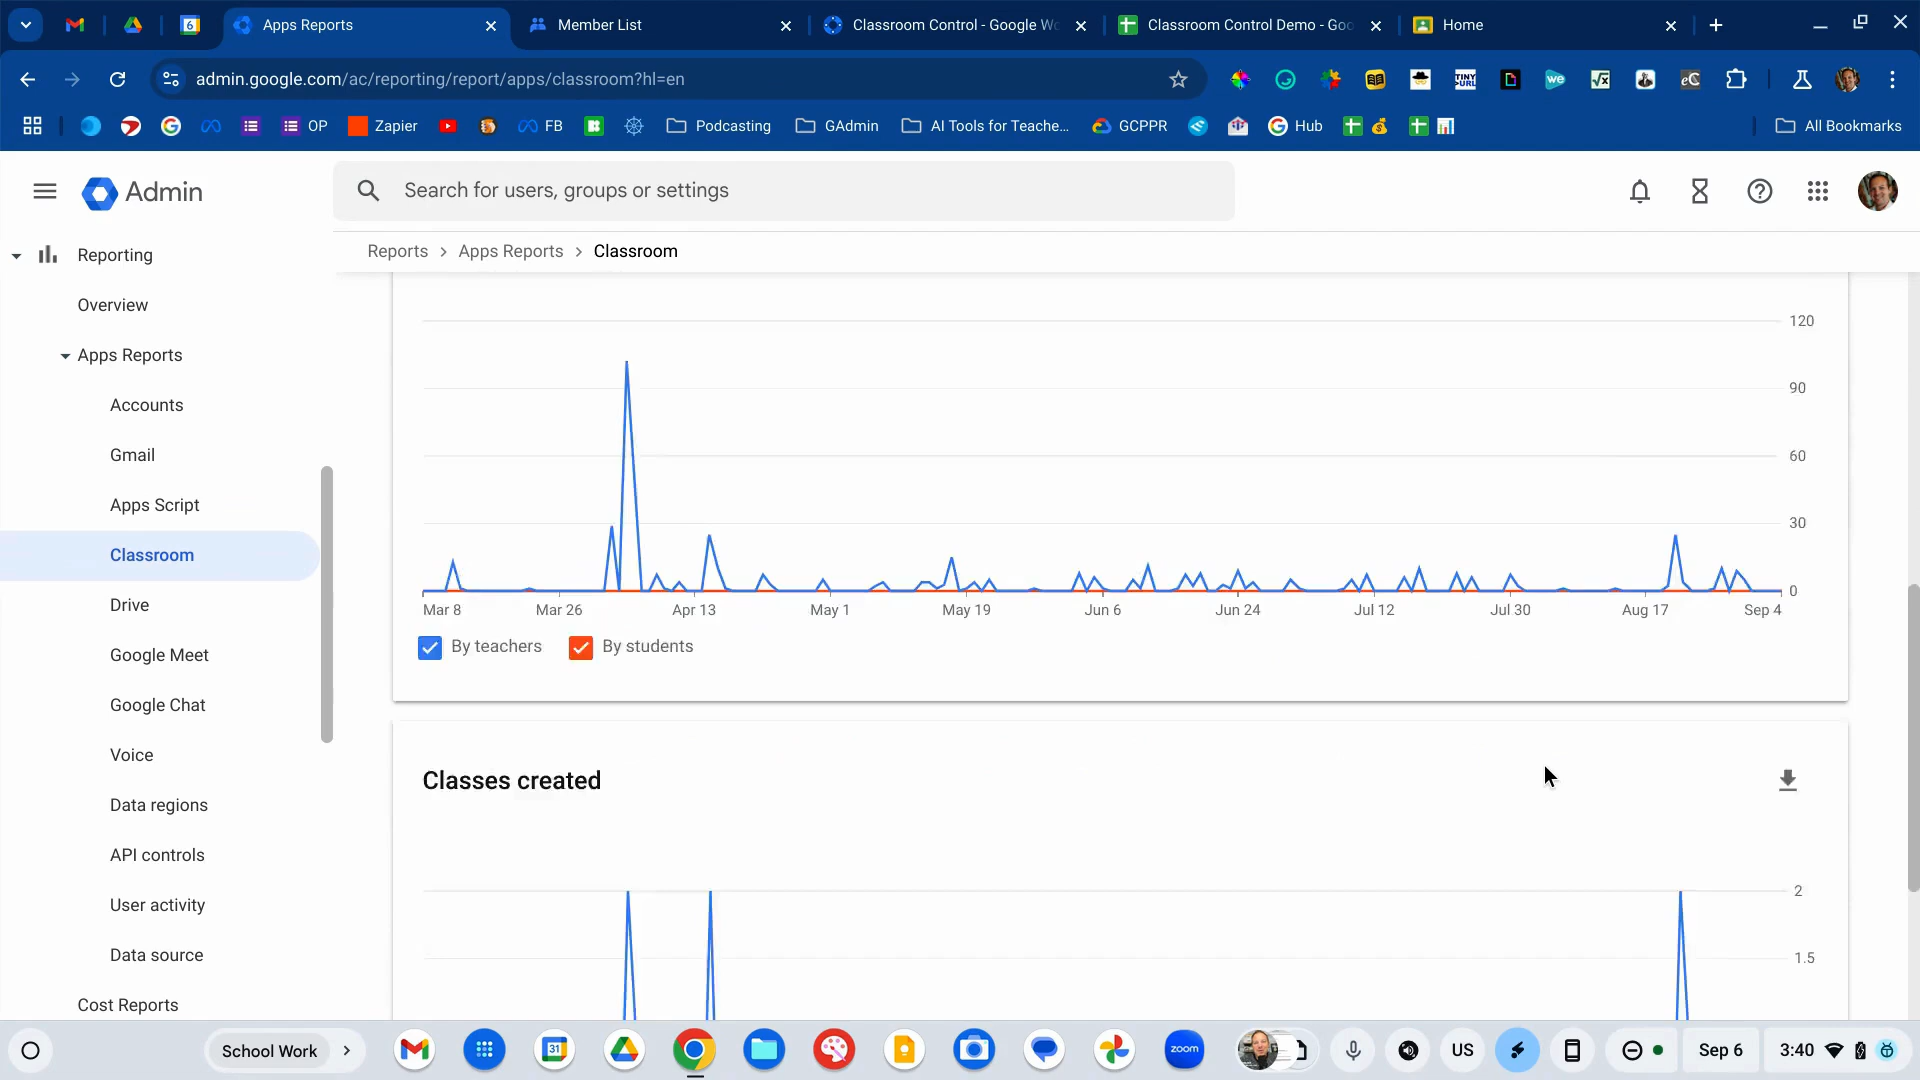 Apps Reports
Member List
Classroom Control - Google Wo
Classroom Control Demo - Goo
Home
admin.google.com/ac/reporting/report/apps/classroom?hl=en
OP
Zapier
FB
Podcasting
GAdmin
AI Tools for Teache...
GCPPR
Hub
All Bookmarks
Admin
Search for users, groups or settings
Reports
Apps Reports
Classroom
Reporting
Overview
Apps Reports
Accounts
Gmail
Apps Script
Classroom
Drive
Google Meet
Google Chat
Voice
Data regions
API controls
User activity
Data source
Cost Reports
120
90
60
30
0
Mar 8
Mar 26
Apr 13
May 1
May 19
Jun 6
Jun 24
Jul 12
Jul 30
Aug 17
Sep 4
By teachers
By students
Classes created
2
1.5
School Work
31
zoom
US
Sep 6
3:40